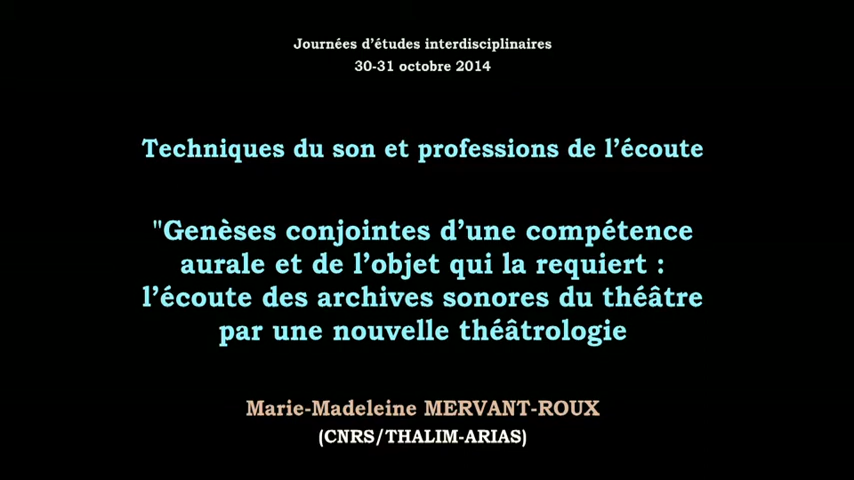 Journées d’études interdisciplinaires
30-31 octobre 2014
Techniques du son et professions de l’écoute
"Genèses conjointes d’une compétence
aurale et de l’objet qui la requiert :
l’écoute des archives sonores du théâtre
par une nouvelle théâtrologie
Marie-Madeleine MERVANT-ROUX
(CNRS/THALIM-ARIAS)